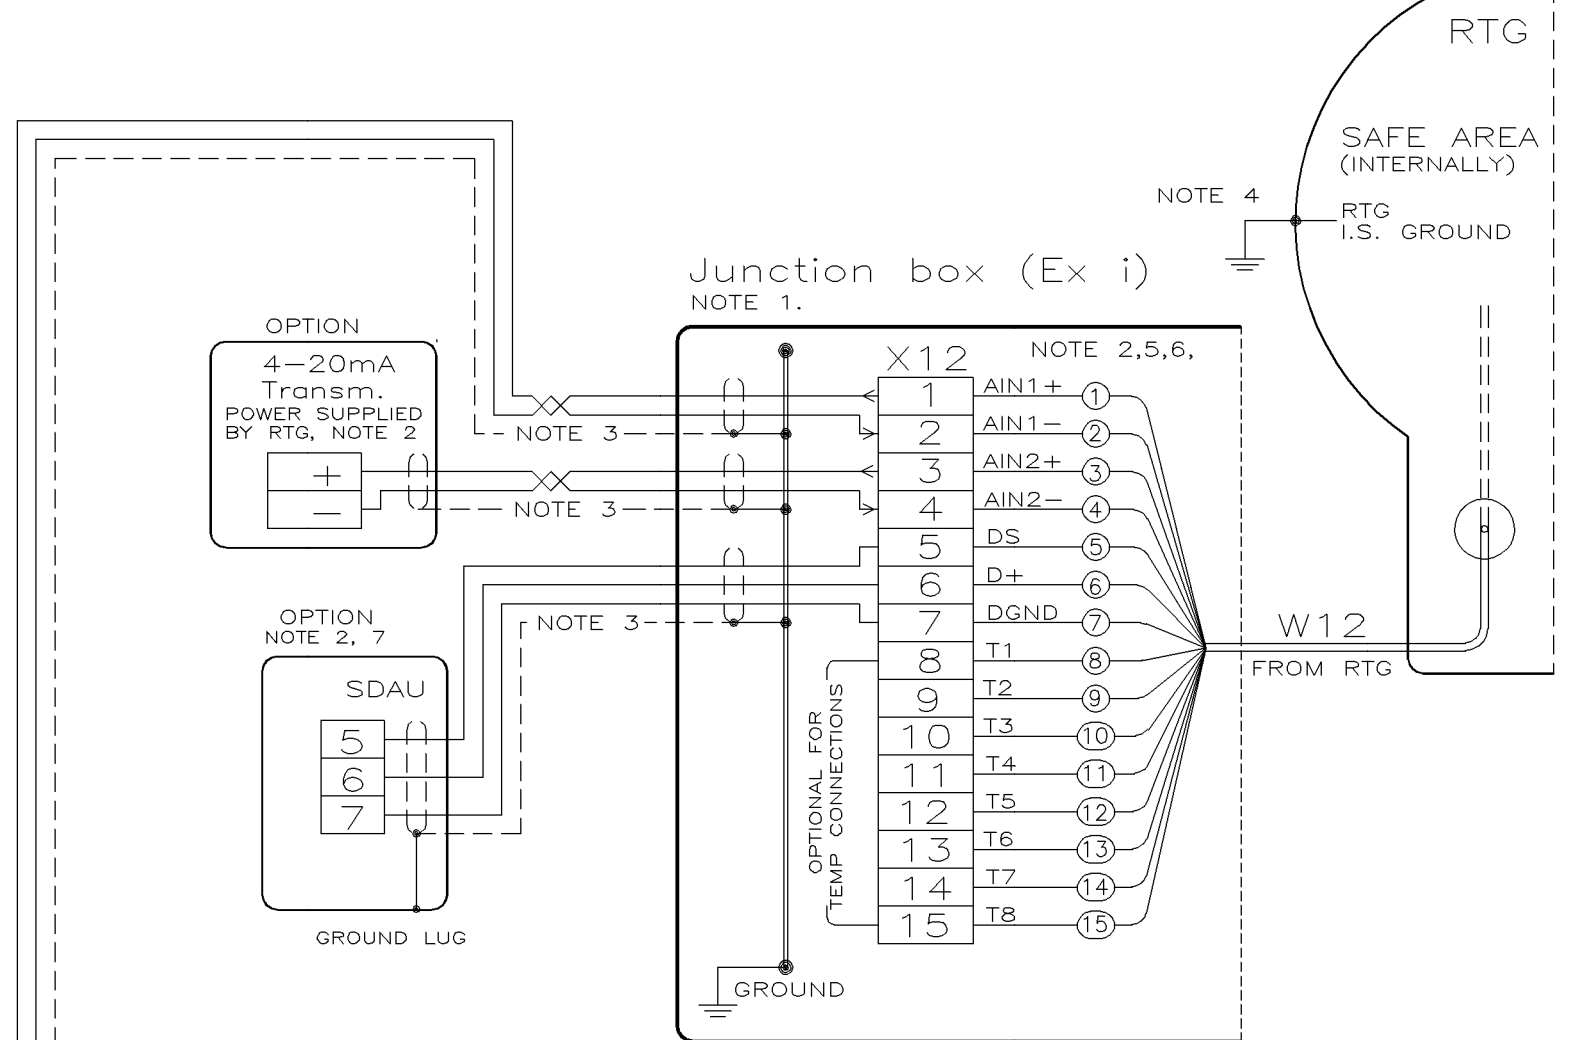 RTG
SAFE AREA
(INTERNALLY)
NOTE 4
RTG
I.S. GROUND
Junction box (Ex i)
NOTE 1.
OPTION
4-20mA
Transm.
POWER SUPPLIED
BY RTG, NOTE 2
+
-
NOTE 3
NOTE 3
NOTE 3
OPTION
NOTE 2, 7
SDAU
5
6
7
GROUND LUG
X12
NOTE 2,5,6,
1 AIN1+ 1
2 AIN1- 2
3 AIN2+ 3
4 AIN2- 4
5 DS 5
6 D+ 6
7 DGND 7
8 T1 8
9 T2 9
10 T3 10
11 T4 11
12 T5 12
13 T6 13
14 T7 14
15 T8 15
OPTIONAL FOR
TEMP CONNECTIONS
GROUND
W12
FROM RTG